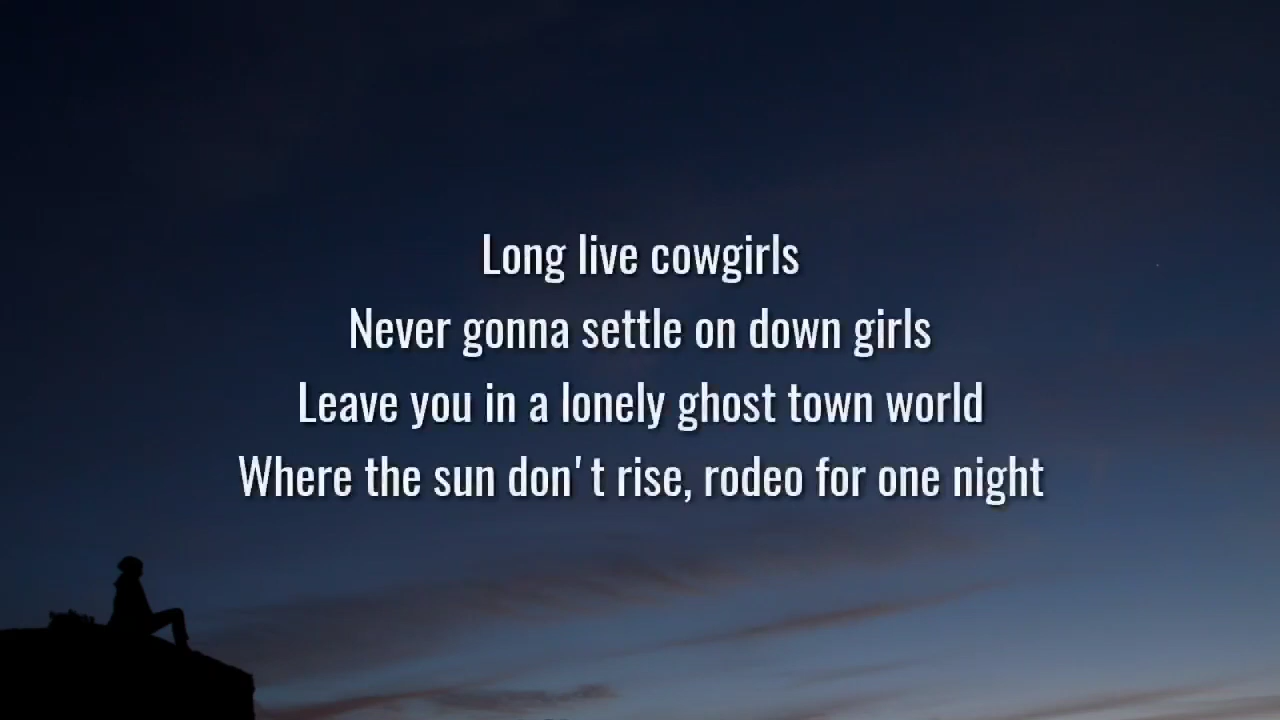 Long live cowgirls
Never gonna settle on down girls
Leave you in a lonely ghost town world
Where the sun don't rise, rodeo for one night